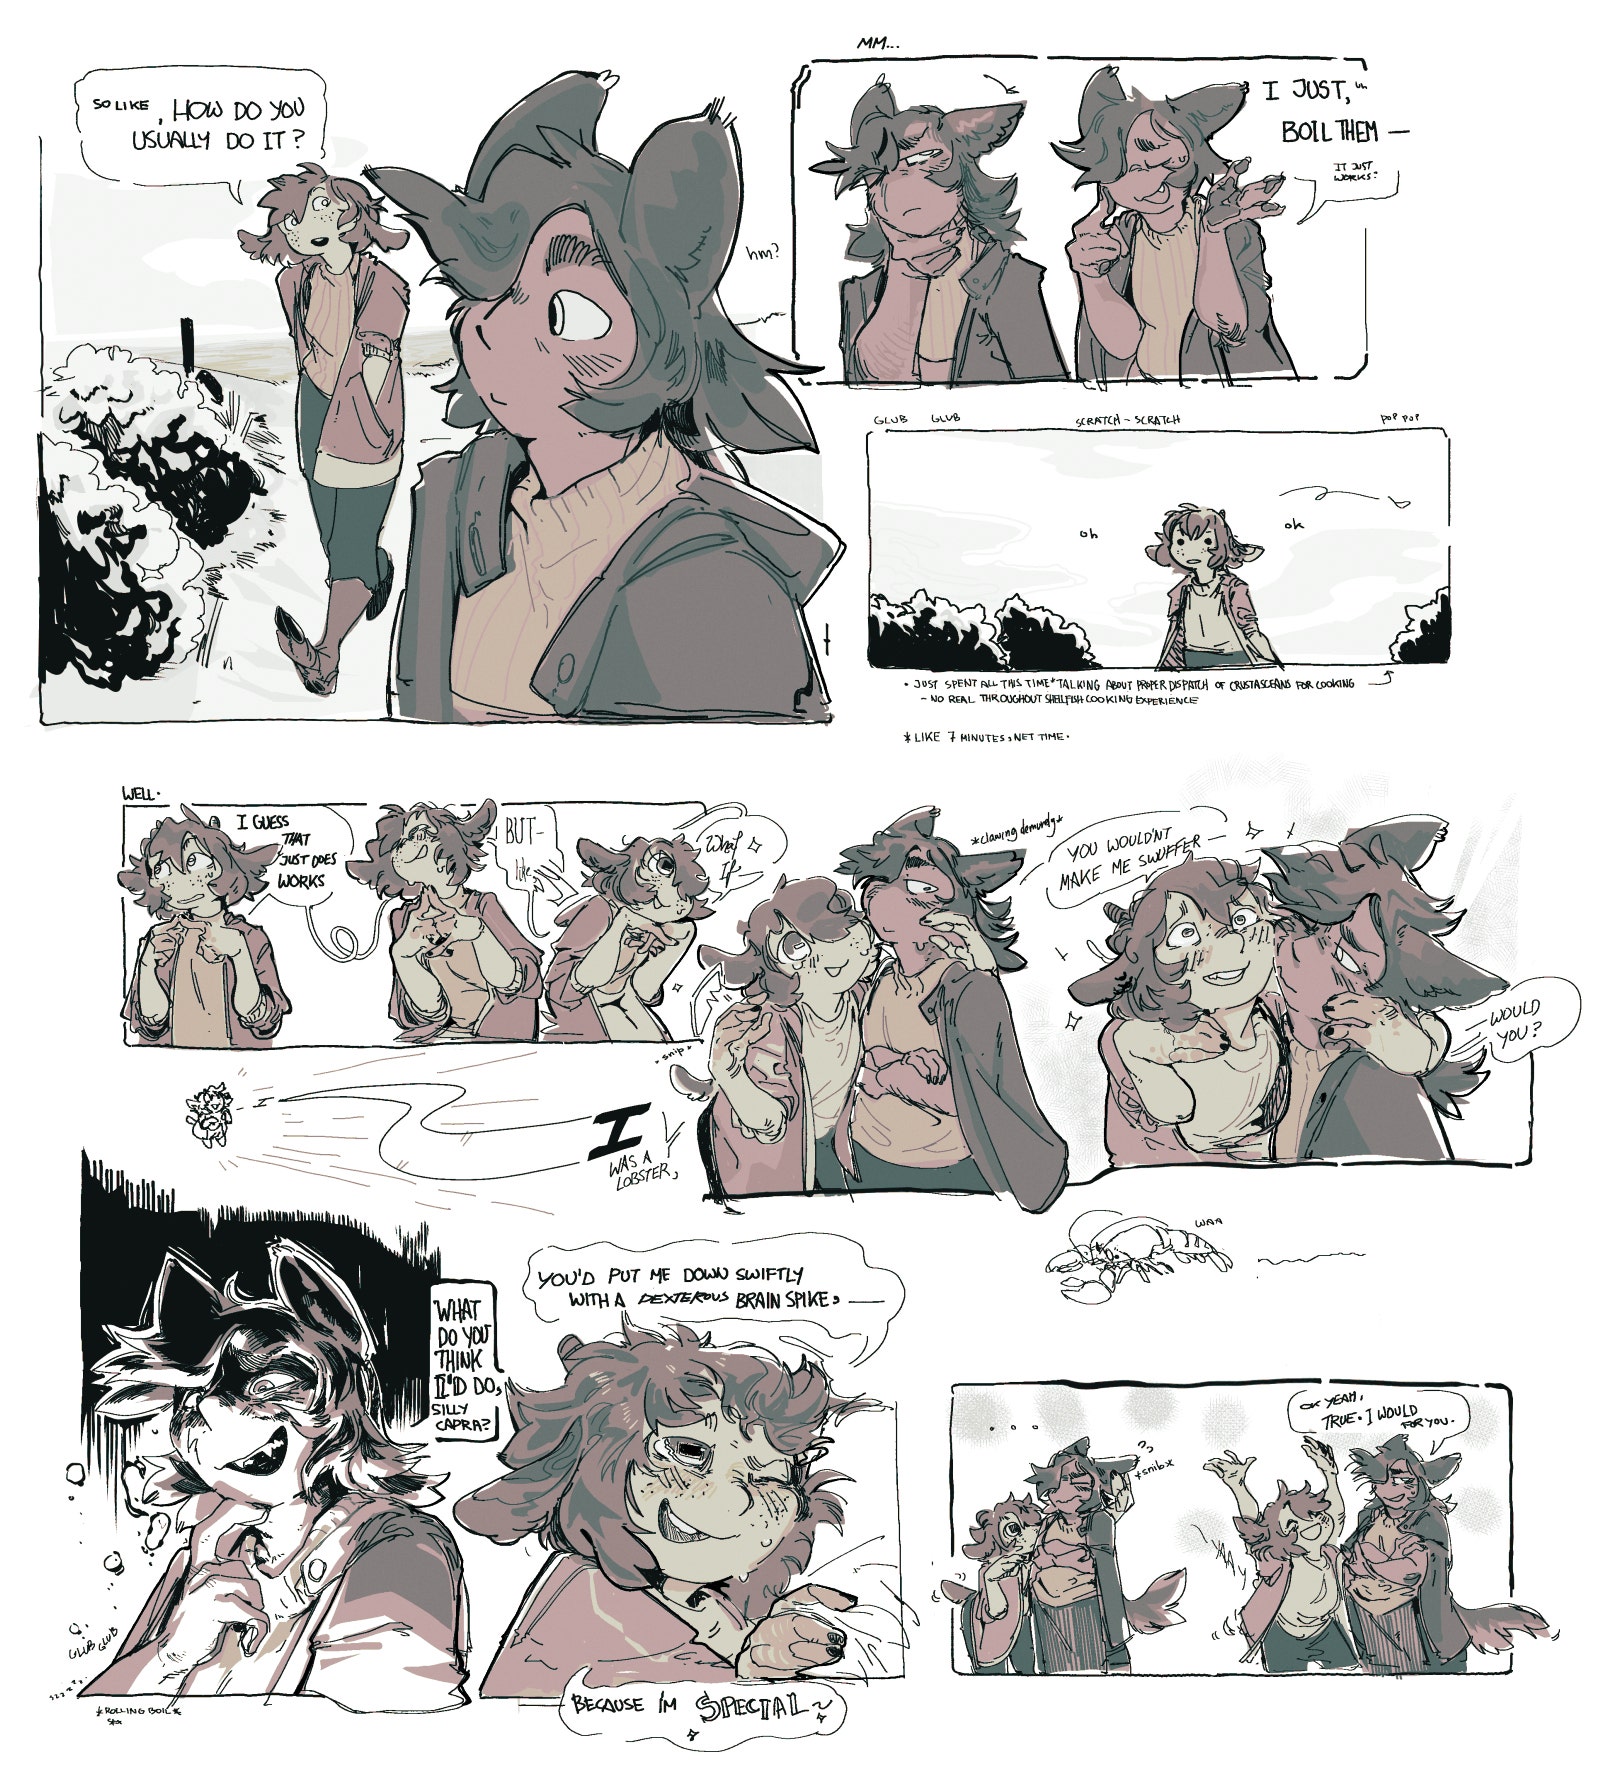 SO LIKE, HOW DO YOU
USUALLY DO IT?
hm?
MM...
I JUST, uh
BOIL THEM —
IT JUST
WORKS?
GLUB GLUB
SCRATCH - SCRATCH
POP POP
oh
ok
• JUST SPENT ALL THIS TIME* TALKING ABOUT PROPER DISPATCH OF CRUSTASCEANS FOR COOKING
~ NO REAL THROUGHOUT SHELLFISH COOKING EXPERIENCE
* LIKE 7 MINUTES, NET TIME.
WELL.
I GUESS
THAT
JUST DOES
WORKS
BUT-
like
What
If—
*snip*
I
WAS A
LOBSTER,
*clawing demurely*
YOU WOULDN'T
MAKE ME SWUFFER —
— WOULD
YOU?
WAA
WHAT
DO YOU
THINK
I'D DO,
SILLY
CAPRA?
GLUB GLUB
*ROLLING BOIL*
YOU'D PUT ME DOWN SWIFTLY
WITH A DEXTEROUS BRAIN SPIKE, —
BECAUSE I'M SPECIAL~
...
*snib*
OK YEAH,
TRUE. I WOULD
FOR YOU.
YAAY